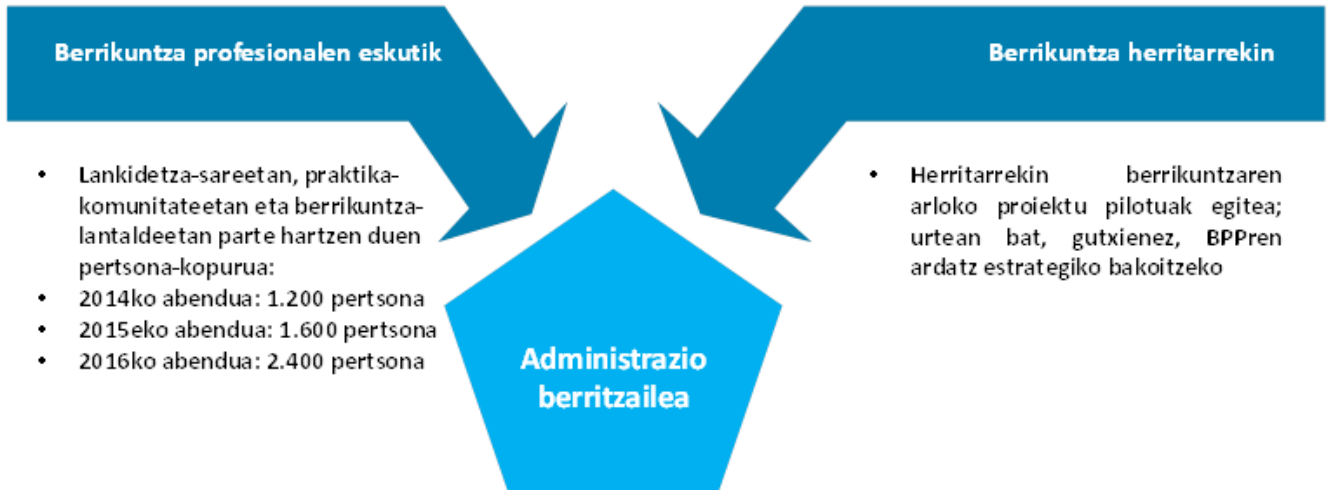 Berrikuntza profesionalen eskutik
Berrikuntza herritarrekin
• Lankidetza-sareetan, praktika-
komunitateetan eta berrikuntza-
lantaldeetan parte hartzen duen
pertsona-kopurua:
• 2014ko abendua: 1.200 pertsona
• 2015eko abendua: 1.600 pertsona
• 2016ko abendua: 2.400 pertsona
• Herritarrekin berrikuntzaren
arloko proiektu pilotuak egitea;
urtean bat, gutxienez, BPPren
ardatz estrategiko bakoitzeko
Administrazio
berritzailea